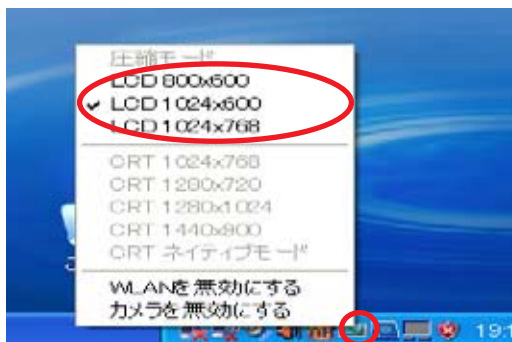 圧縮モード
LCD 800x600
LCD 1024x600
LCD 1024x768
CRT 1024x768
CRT 1280x720
CRT 1280x1024
CRT 1440x900
CRT ネイティブモード
WLANを無効にする
カメラを無効にする
19:1